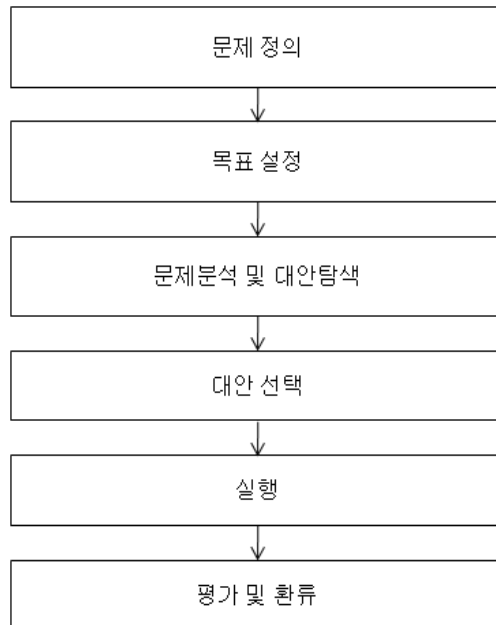 문제 정의
목표 설정
문제분석 및 대안탐색
대안 선택
실행
평가 및 환류